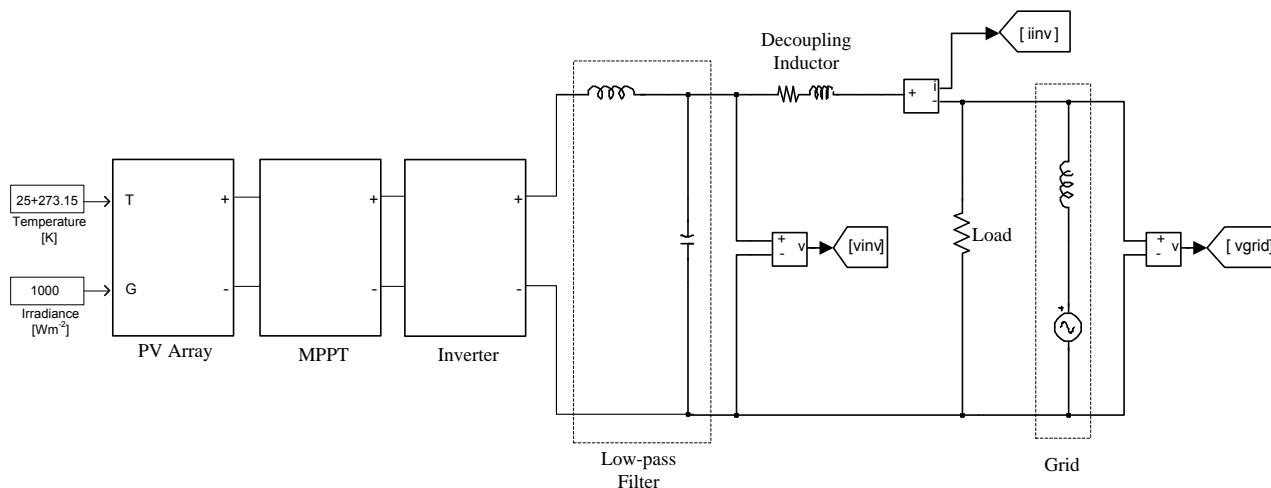 Decoupling
Inductor
[ iinv ]
+
i
-
25+273.15
Temperature
[K]
1000
Irradiance
[Wm-2]
T
G
+
-
PV Array
+
-
MPPT
+
-
Inverter
Low-pass
Filter
+
-
v
[vinv]
Load
+
Grid
+
-
v
[ vgrid]